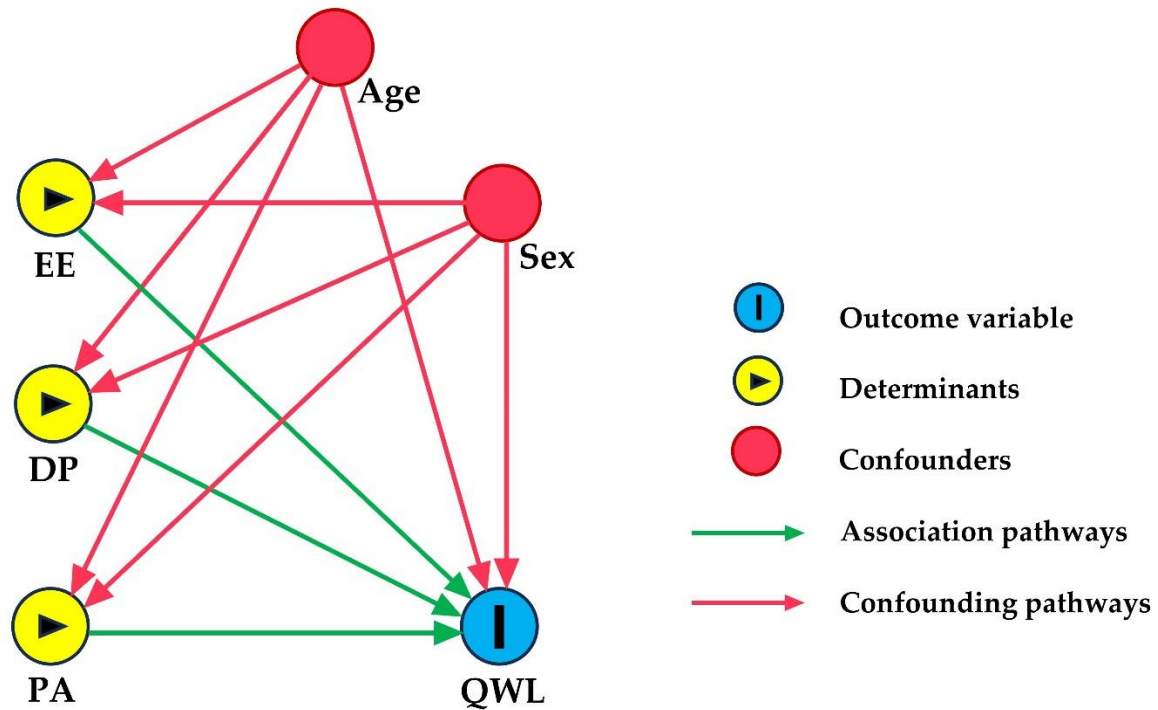 Age
Sex
EE
DP
PA
QWL
Outcome variable
Determinants
Confounders
Association pathways
Confounding pathways